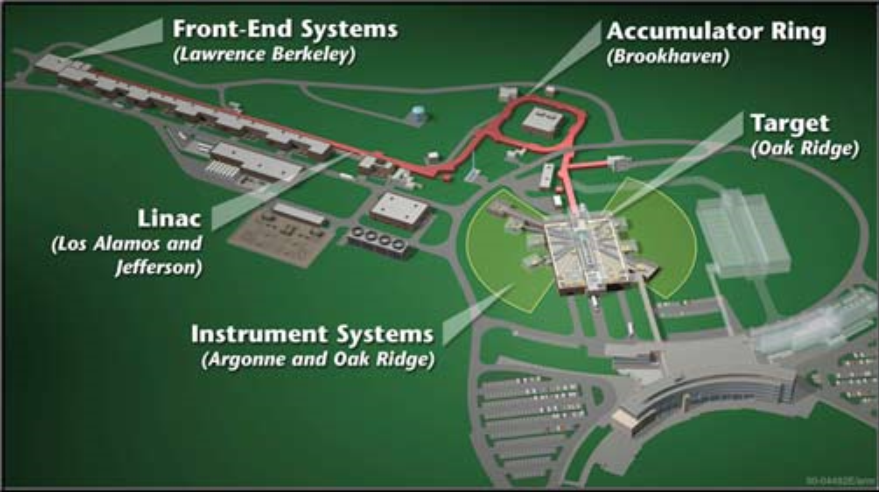 Front-End Systems
(Lawrence Berkeley)
Accumulator Ring
(Brookhaven)
Target
(Oak Ridge)
Linac
(Los Alamos and
Jefferson)
Instrument Systems
(Argonne and Oak Ridge)